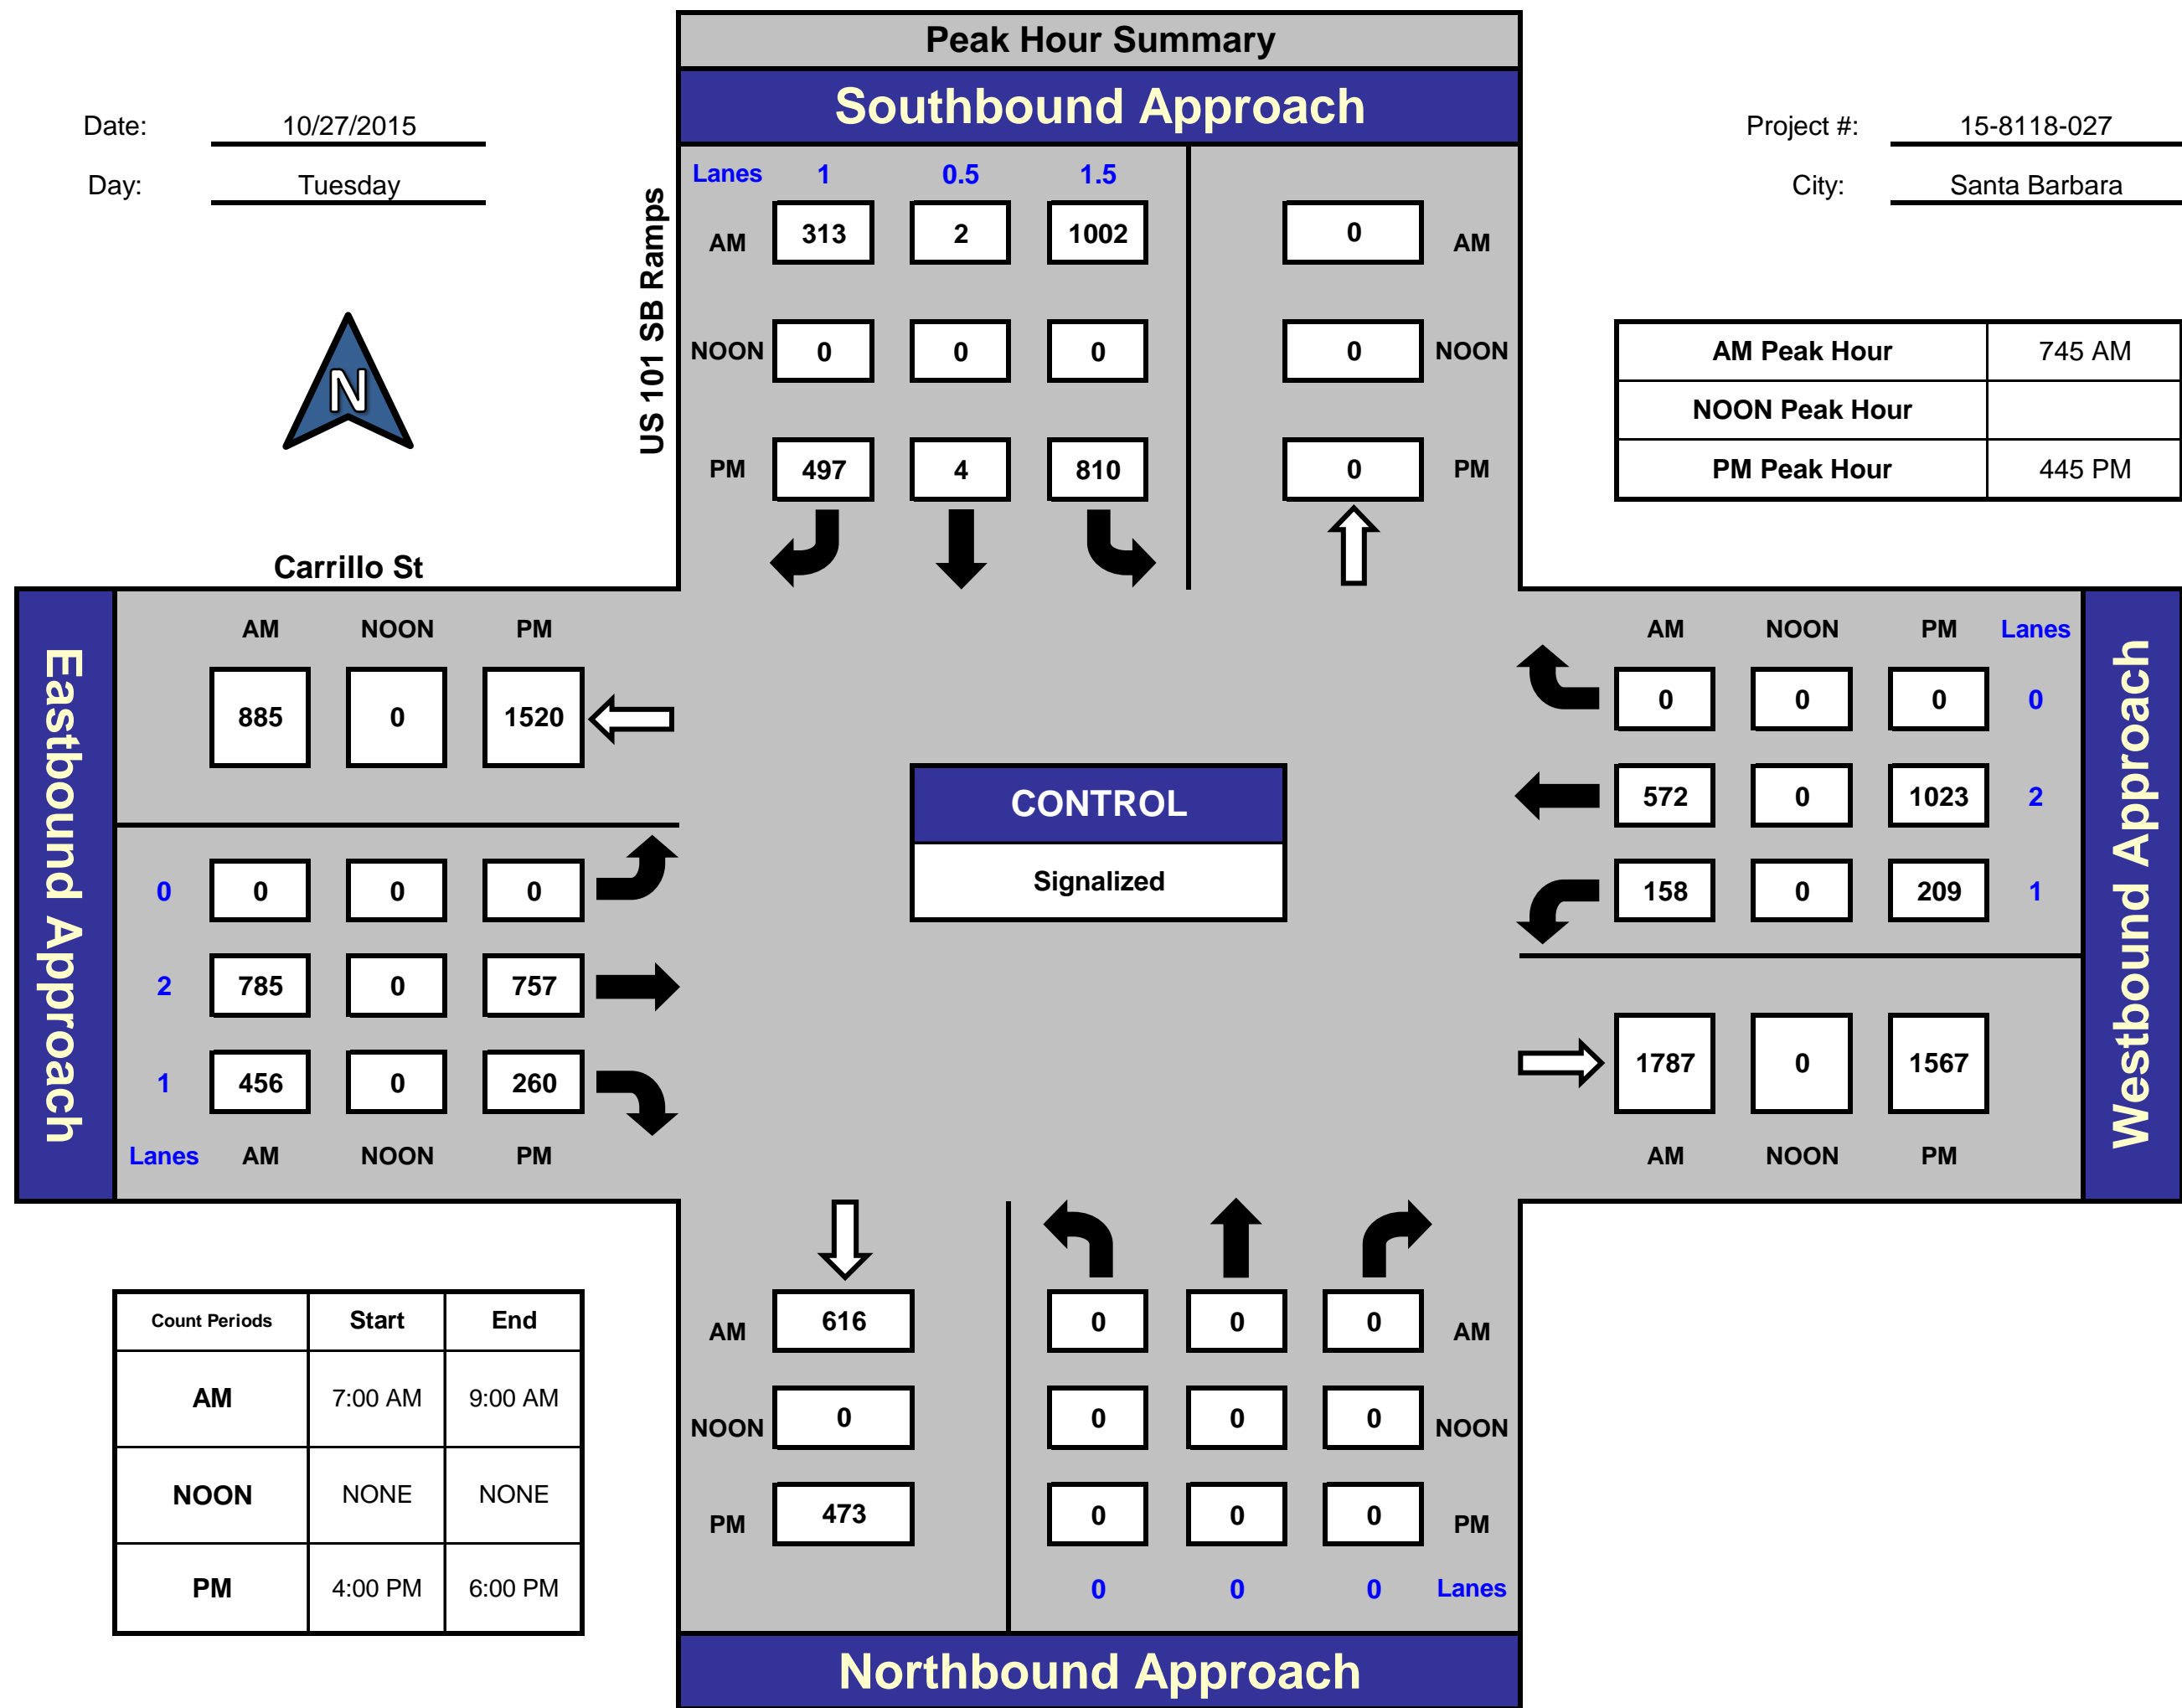 Peak Hour Summary
Southbound Approach
Date: 10/27/2015
Day: Tuesday
Project #: 15-8118-027
City: Santa Barbara
US 101 SB Ramps
Lanes 1 0.5 1.5
AM 313 2 1002 0 AM
NOON 0 0 0 0 NOON
PM 497 4 810 0 PM
AM Peak Hour 745 AM
NOON Peak Hour
PM Peak Hour 445 PM
N
Carrillo St
Eastbound Approach
AM NOON PM
885 0 1520
0 0 0 0
2 785 0 757
1 456 0 260
Lanes AM NOON PM
CONTROL
Signalized
AM NOON PM Lanes
0 0 0 0
572 0 1023 2
158 0 209 1
1787 0 1567
AM NOON PM
Westbound Approach
Count Periods Start End
AM 7:00 AM 9:00 AM
NOON NONE NONE
PM 4:00 PM 6:00 PM
AM 616 0 0 0 AM
NOON 0 0 0 0 NOON
PM 473 0 0 0 PM
0 0 0 Lanes
Northbound Approach